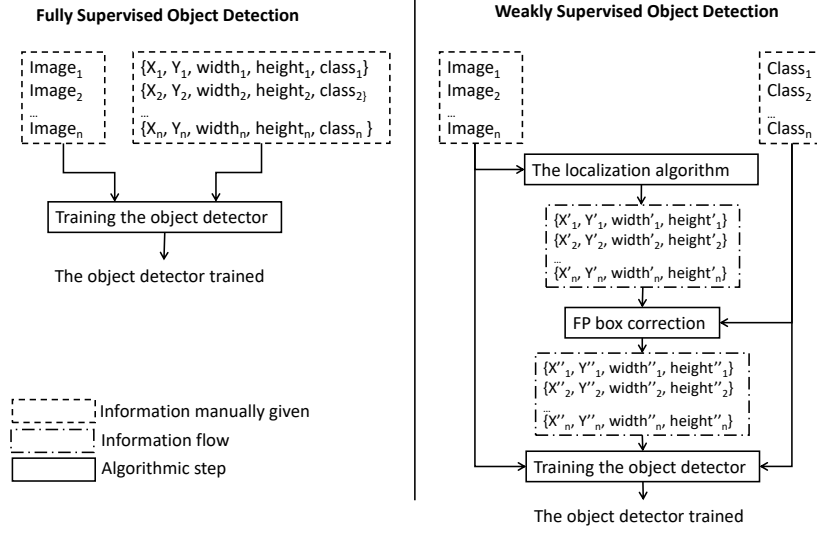 Fully Supervised Object Detection
Image₁
Image₂
...
Imageₙ
{X₁, Y₁, width₁, height₁, class₁}
{X₂, Y₂, width₂, height₂, class₂}
...
{Xₙ, Yₙ, widthₙ, heightₙ, classₙ }
Training the object detector
The object detector trained
Information manually given
Information flow
Algorithmic step
Weakly Supervised Object Detection
Image₁
Image₂
...
Imageₙ
Class₁
Class₂
...
Classₙ
The localization algorithm
{X'₁, Y'₁, width'₁, height'₁}
{X'₂, Y'₂, width'₂, height'₂}
...
{X'ₙ, Y'ₙ, width'ₙ, height'ₙ}
FP box correction
{X''₁, Y''₁, width''₁, height''₁}
{X''₂, Y''₂, width''₂, height''₂}
...
{X''ₙ, Y''ₙ, width''ₙ, height''ₙ}
Training the object detector
The object detector trained